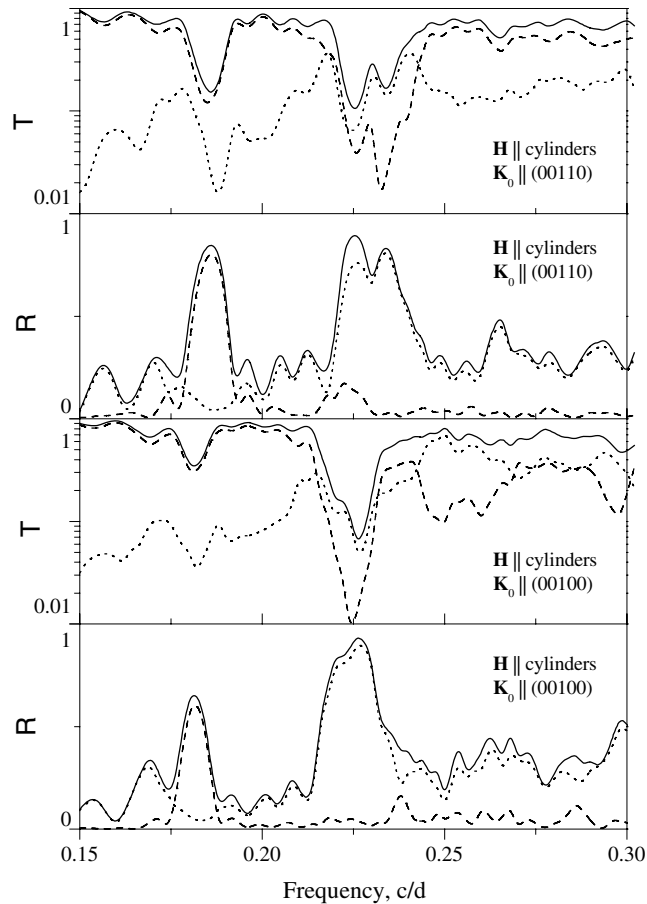 1
T
0.01
H || cylinders
K0 || (00110)
1
R
0
H || cylinders
K0 || (00110)
1
T
0.01
H || cylinders
K0 || (00100)
1
R
0
H || cylinders
K0 || (00100)
0.15 0.20 0.25 0.30
Frequency, c/d